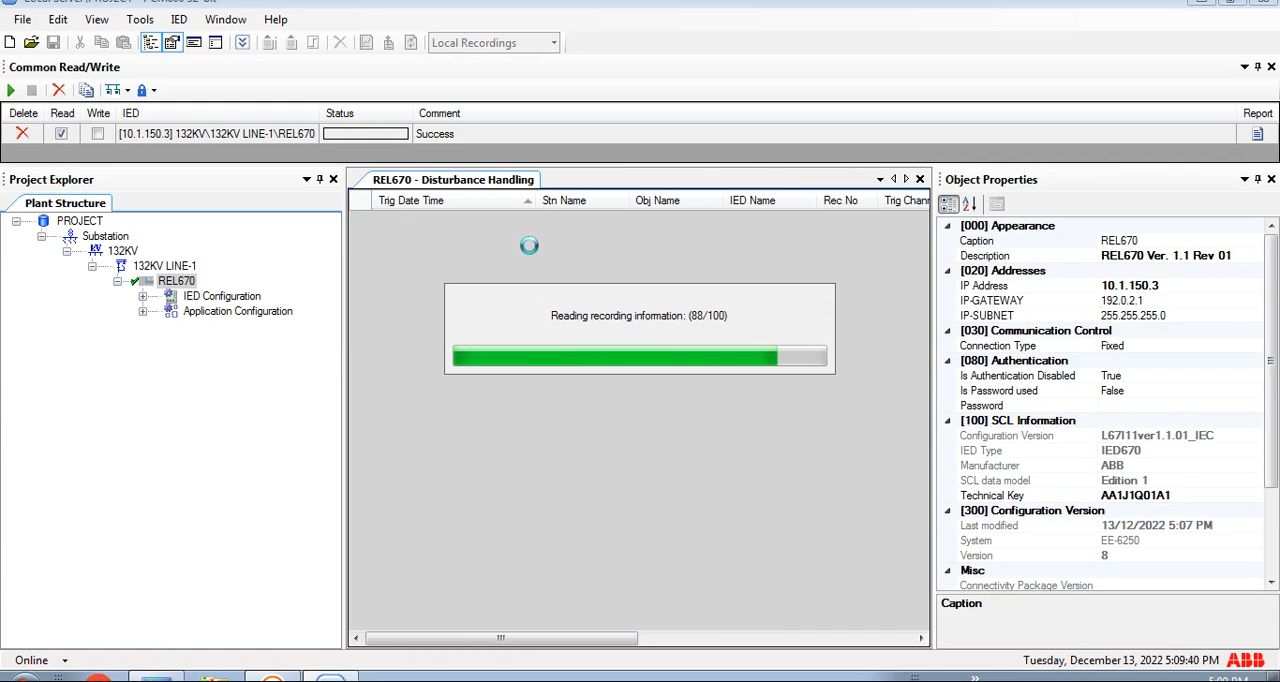 File Edit View Tools IED Window Help
Local Recordings
Common Read/Write
Delete Read Write IED Status Comment Report
[10.1.150.3] 132KV\132KV LINE-1\REL670 Success
Project Explorer
Plant Structure
PROJECT
Substation
132KV
132KV LINE-1
REL670
IED Configuration
Application Configuration
REL670 - Disturbance Handling
Trig Date Time Stn Name Obj Name IED Name Rec No Trig Chann
Reading recording information: (88/100)
Object Properties
[000] Appearance
Caption REL670
Description REL670 Ver. 1.1 Rev 01
[020] Addresses
IP Address 10.1.150.3
IP-GATEWAY 192.0.2.1
IP-SUBNET 255.255.255.0
[030] Communication Control
Connection Type Fixed
[080] Authentication
Is Authentication Disabled True
Is Password used False
Password
[100] SCL Information
Configuration Version L67I11ver1.1.01_IEC
IED Type IED670
Manufacturer ABB
SCL data model Edition 1
Technical Key AA1J1Q01A1
[300] Configuration Version
Last modified 13/12/2022 5:07 PM
System EE-6250
Version 8
Misc
Connectivity Package Version
Caption
Online
Tuesday, December 13, 2022 5:09:40 PM ABB